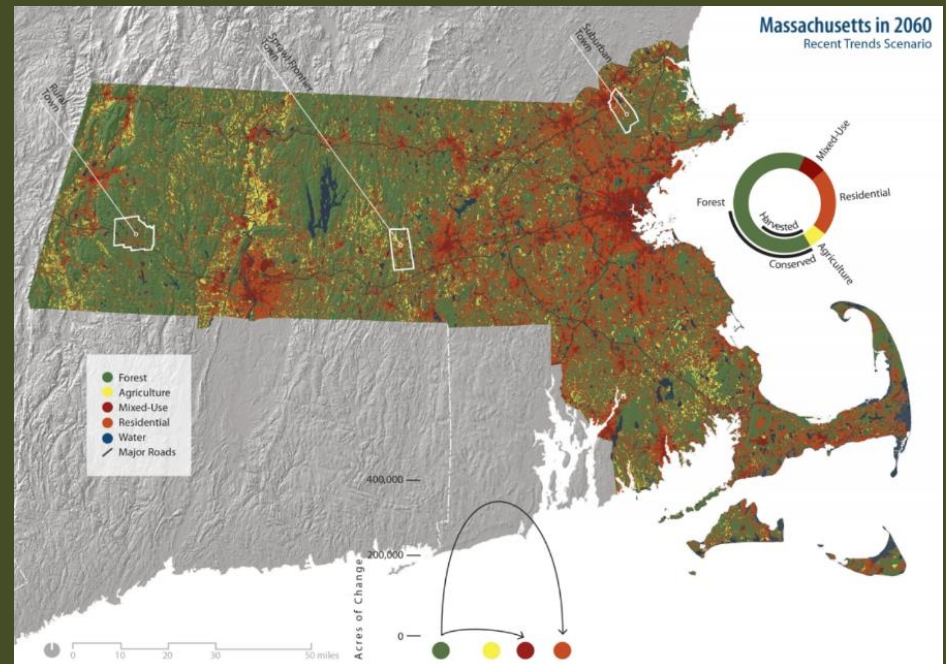 Massachusetts in 2060
Recent Trends Scenario
Rural
Town
Sprawl Frontier
Town
Suburban
Town
Mixed-Use
Forest
Residential
Harvested
Conserved
Agriculture
Forest
Agriculture
Mixed-Use
Residential
Water
Major Roads
400,000
200,000
0
Acres of Change
0 10 20 30 50 miles